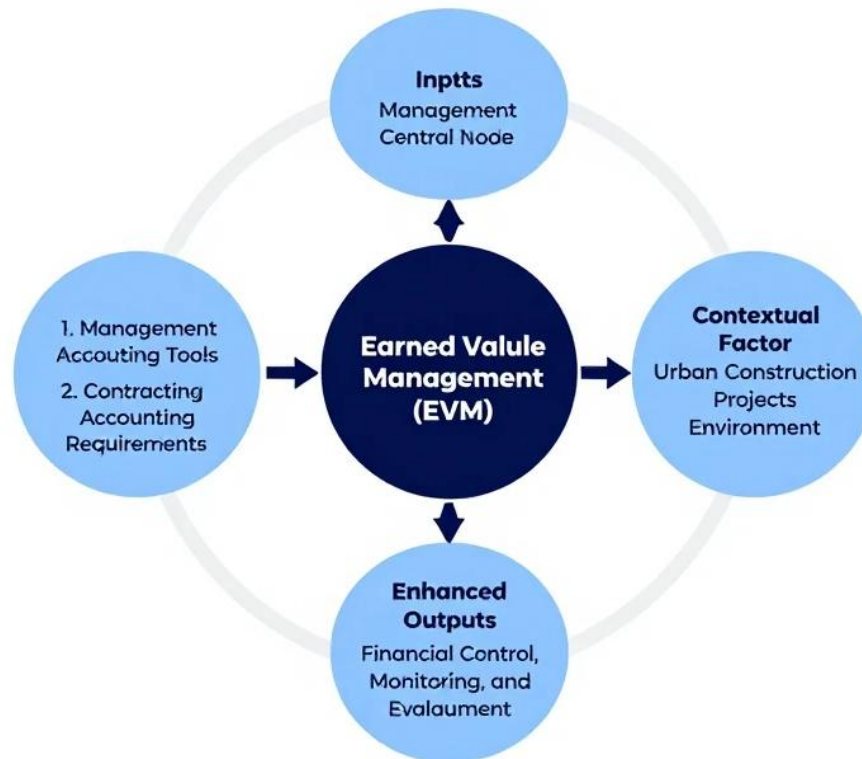 Inptts
Management
Central Node
1. Management
Accouting Tools
2. Contracting
Accounting
Requirements
Earned Valule
Management
(EVM)
Contextual
Factor
Urban Construction
Projects
Environment
Enhanced
Outputs
Financial Control,
Monitoring, and
Evalaument